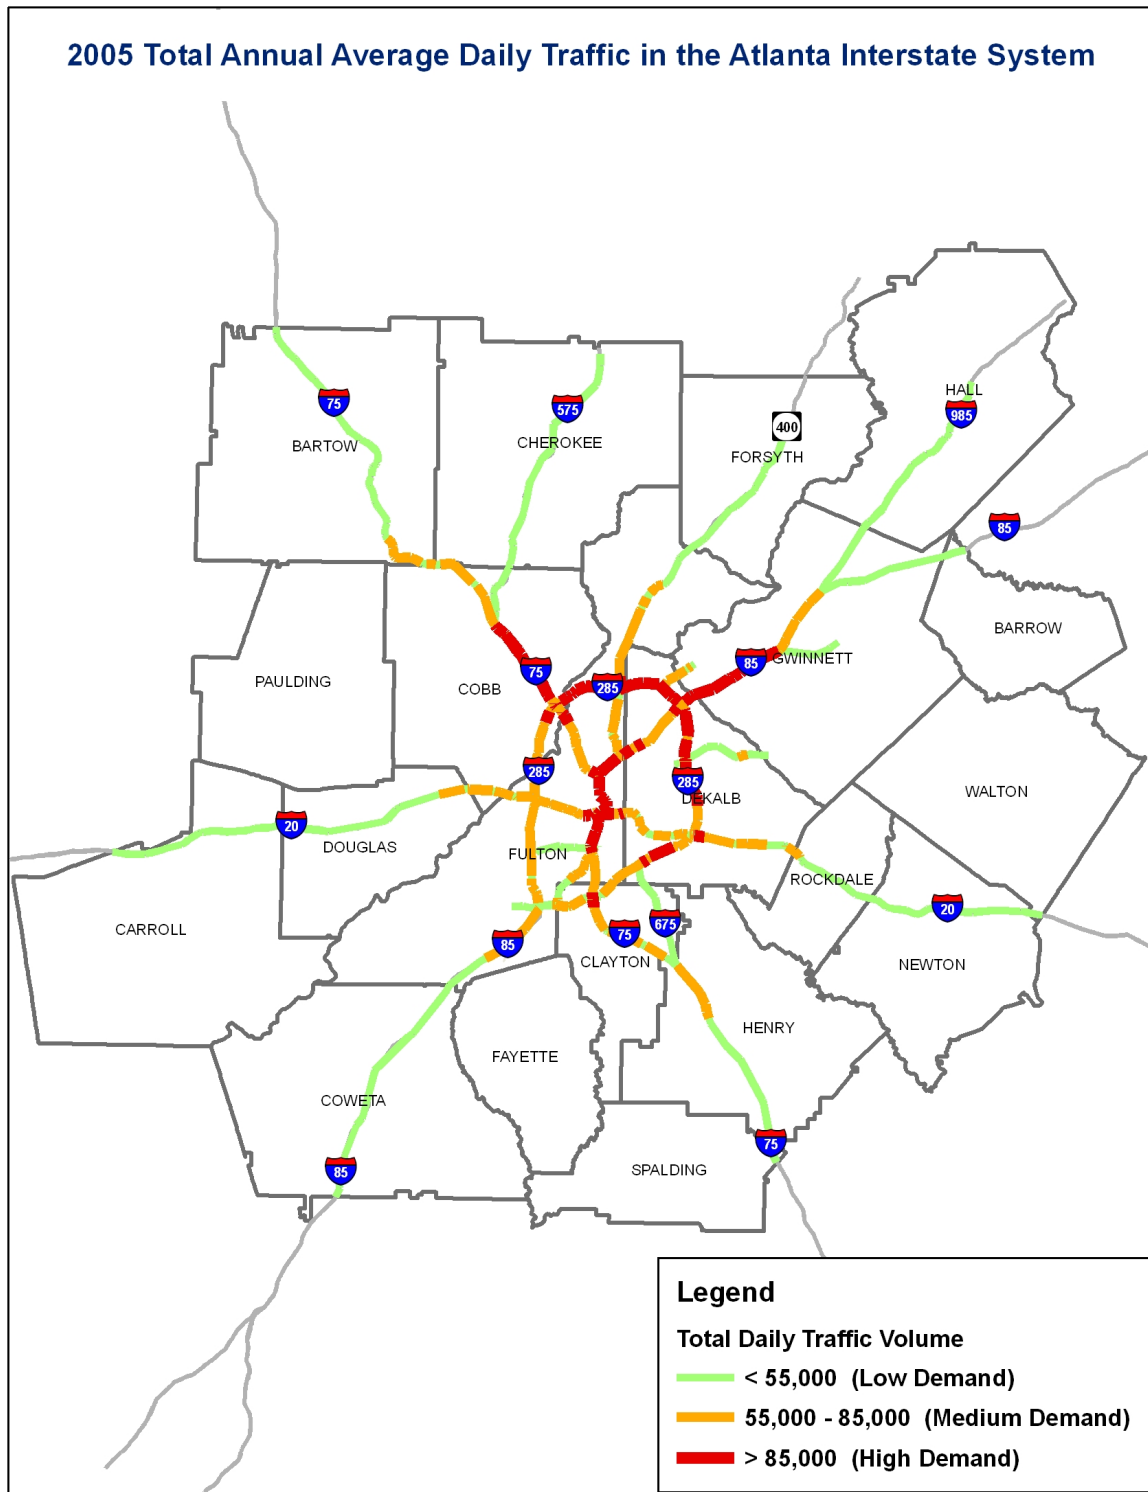 2005 Total Annual Average Daily Traffic in the Atlanta Interstate System
75
BARTOW
575
CHEROKEE
400
FORSYTH
HALL
985
85
BARROW
85
GWINNETT
PAULDING
COBB
75
285
285
285
DEKALB
WALTON
20
DOUGLAS
FULTON
ROCKDALE
20
CARROLL
85
675
75
CLAYTON
NEWTON
HENRY
FAYETTE
COWETA
85
75
SPALDING
Legend
Total Daily Traffic Volume
< 55,000 (Low Demand)
55,000 - 85,000 (Medium Demand)
> 85,000 (High Demand)